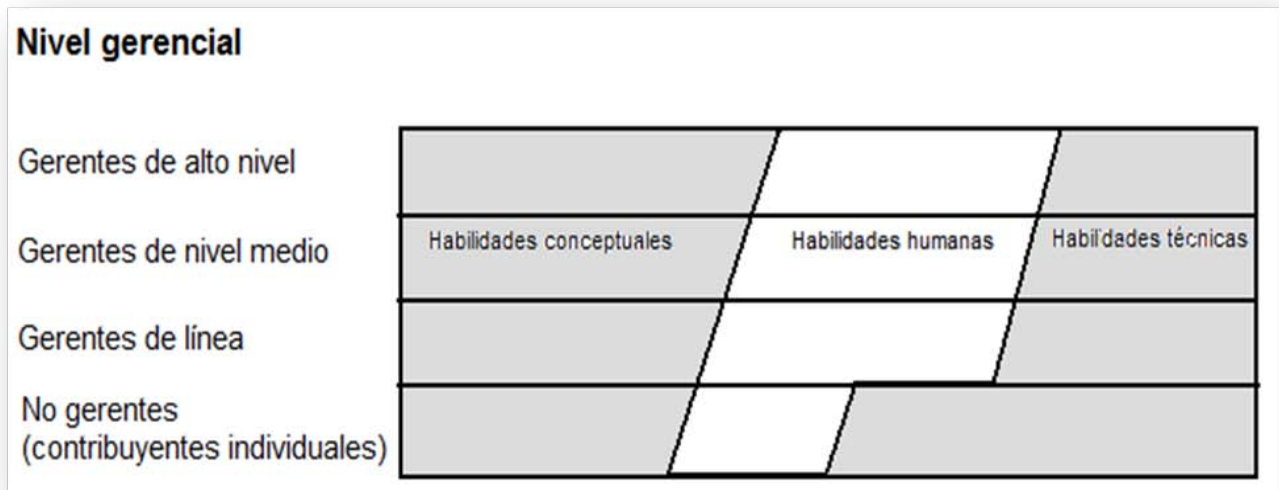 Nivel gerencial
Gerentes de alto nivel
Gerentes de nivel medio
Habilidades conceptuales
Habilidades humanas
Habilidades técnicas
Gerentes de línea
No gerentes
(contribuyentes individuales)